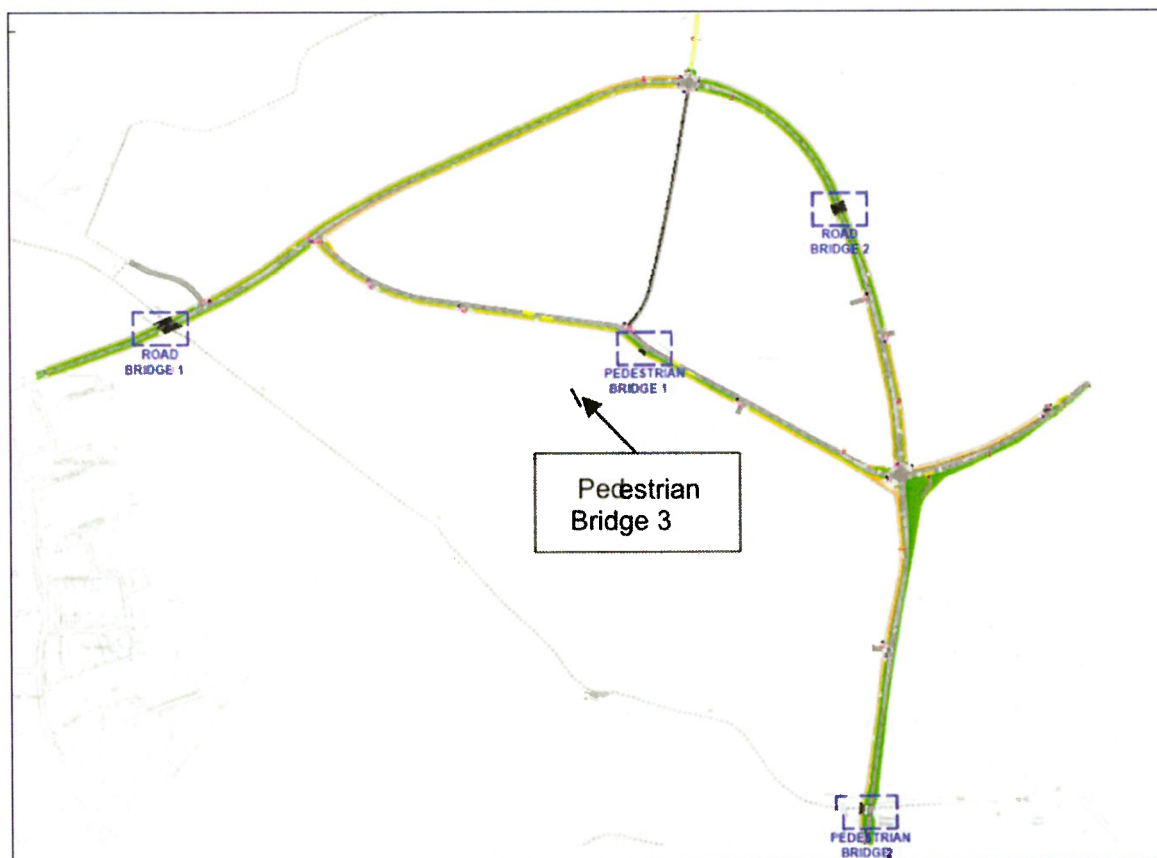 ROAD
BRIDGE 2
ROAD
BRIDGE 1
PEDESTRIAN
BRIDGE 1
Pedestrian
Bridge 3
PEDESTRIAN
BRIDGE2